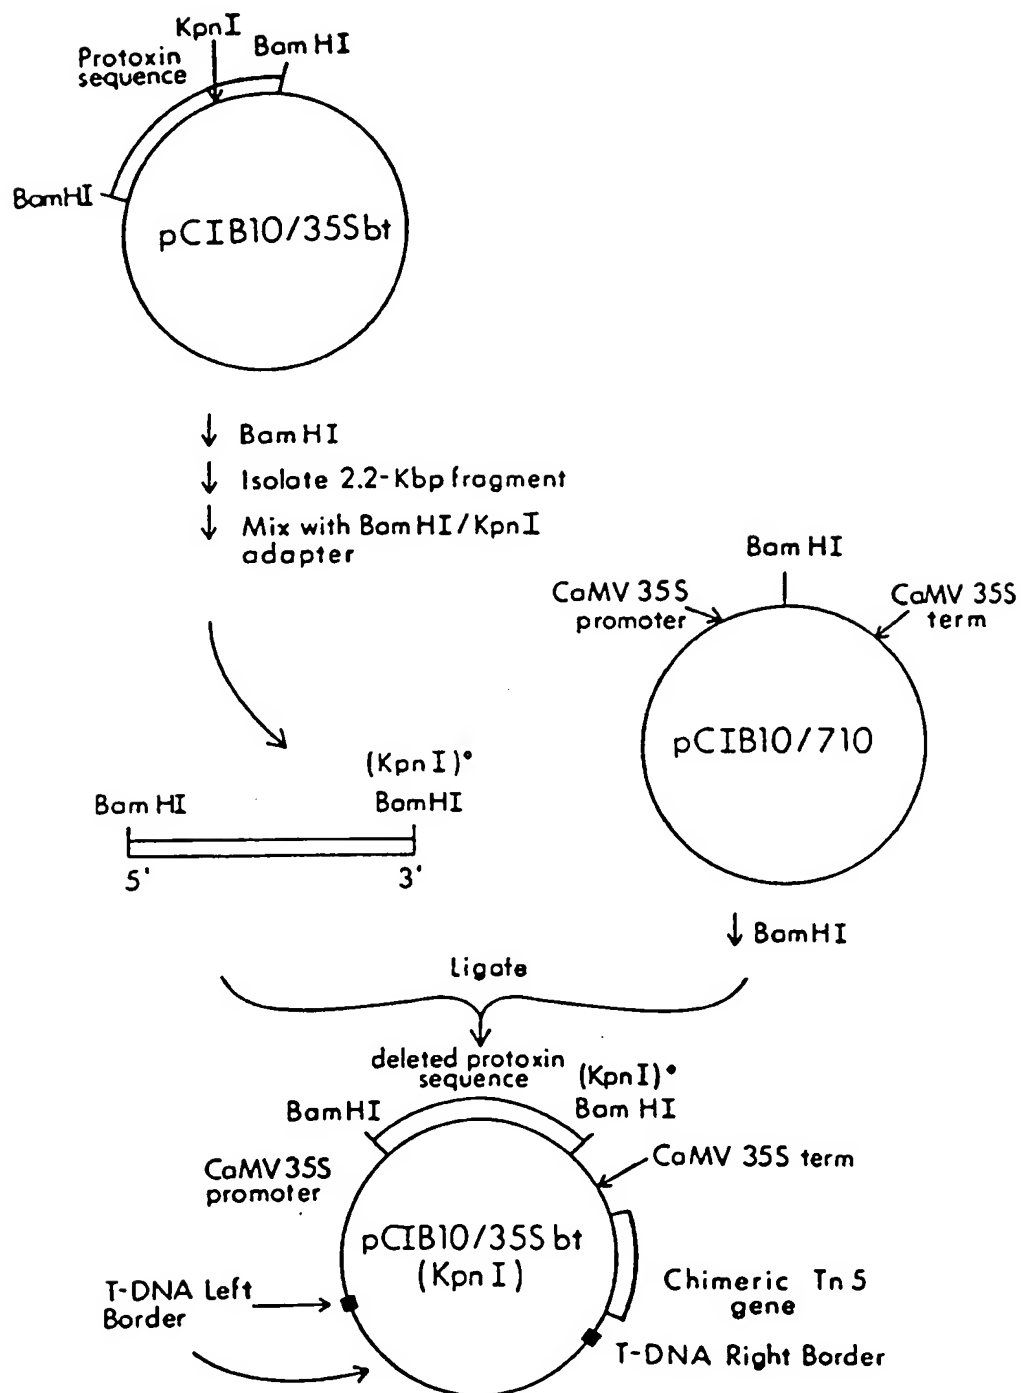 KpnI
Protoxin
sequence
BamHI
BamHI
pCIB10/35Sbt
BamHI
Isolate 2.2-Kbp fragment
Mix with BamHI/KpnI
adapter
BamHI
CaMV 35S
promoter
CaMV 35S
term
pCIB10/710
(KpnI)°
BamHI
BamHI
5'
3'
BamHI
Ligate
deleted protoxin
sequence
(KpnI)°
BamHI
BamHI
CaMV 35S
promoter
CaMV 35S term
pCIB10/35Sbt
(KpnI)
T-DNA Left
Border
Chimeric Tn5
gene
T-DNA Right Border